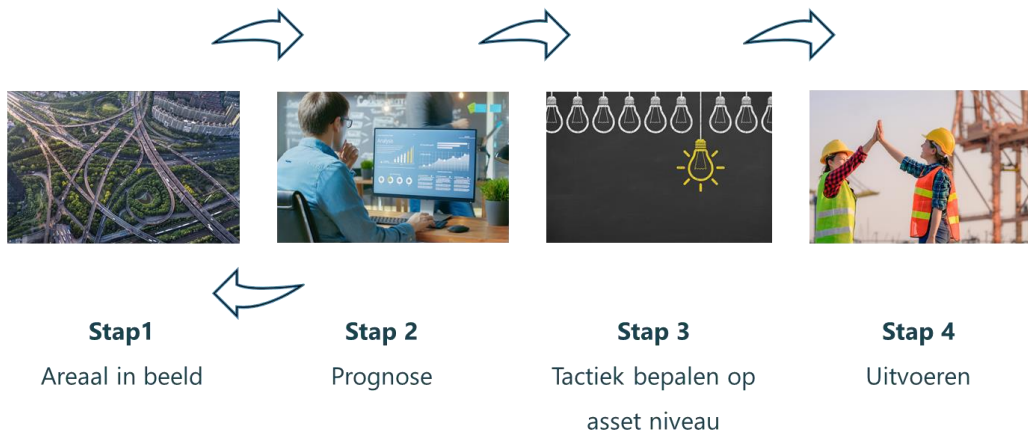 Stap1
Areaal in beeld
Stap 2
Prognose
Stap 3
Tactiek bepalen op
asset niveau
Stap 4
Uitvoeren